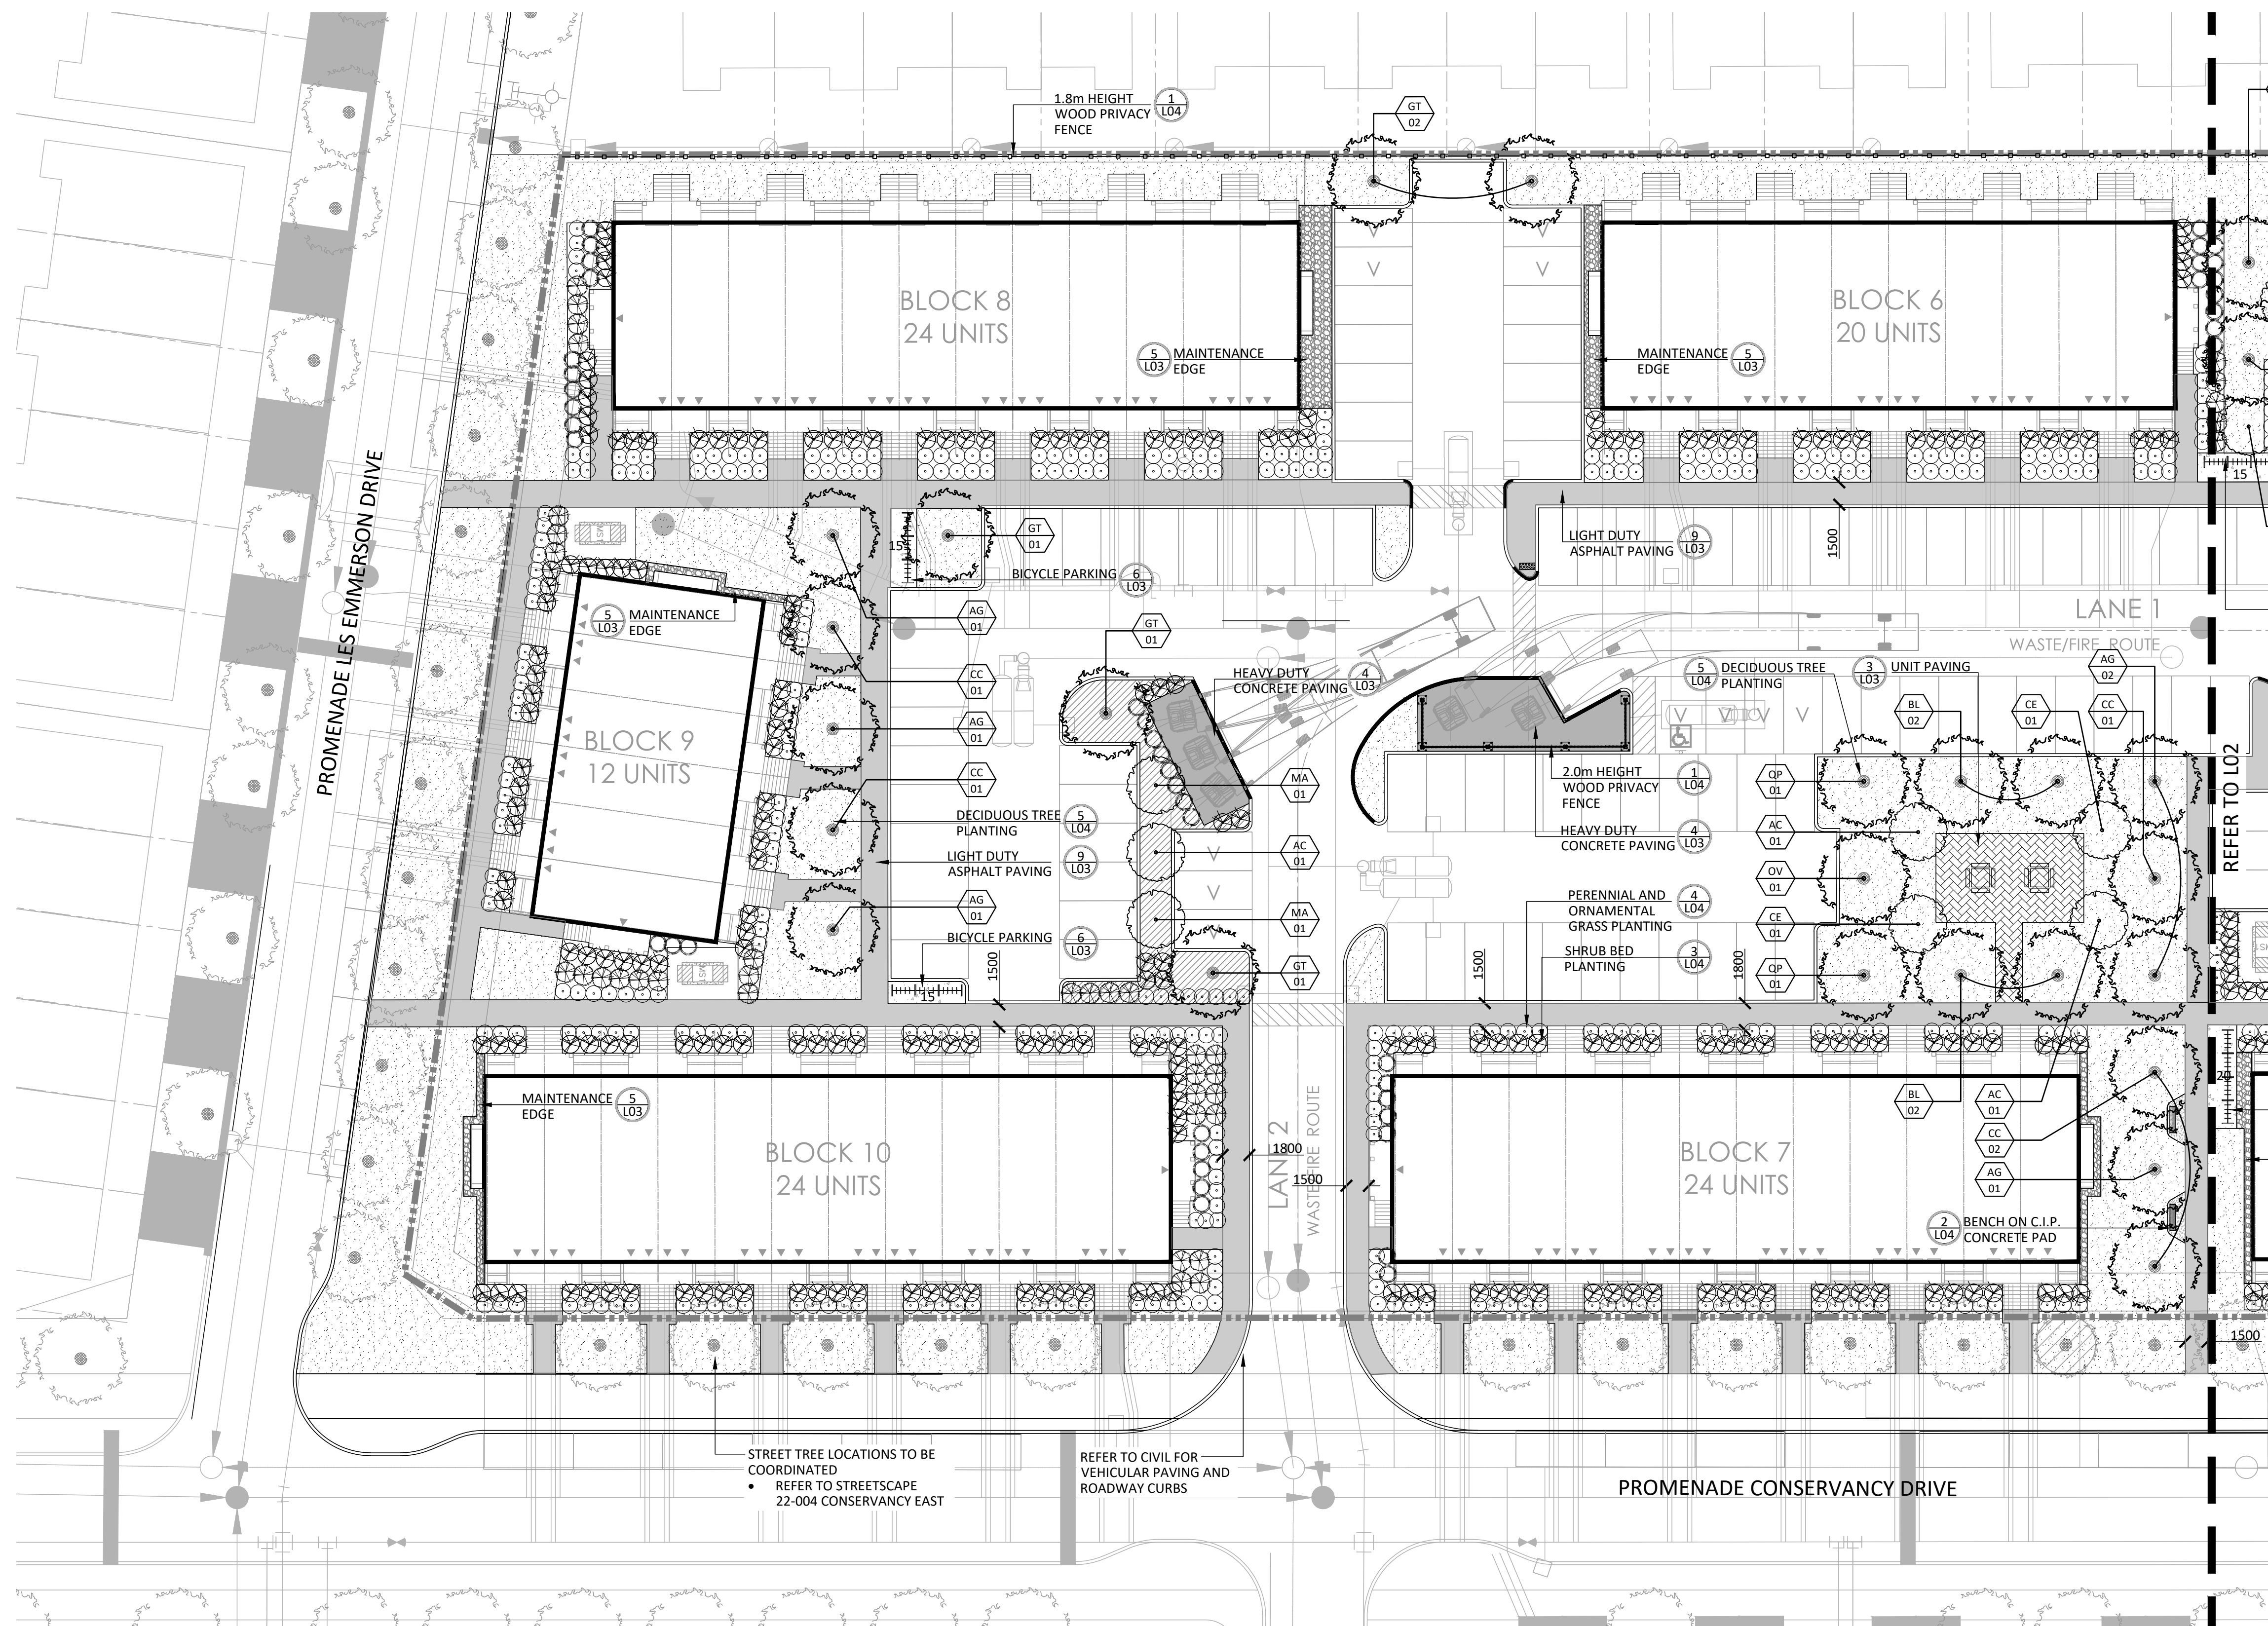 1.8m HEIGHT
WOOD PRIVACY
FENCE
1
L04
GT
02
BLOCK 8
24 UNITS
5
L03
MAINTENANCE
EDGE
BLOCK 6
20 UNITS
MAINTENANCE
EDGE
5
L03
15
PROMENADE LES EMMERSON DRIVE
15
GT
01
BICYCLE PARKING
6
L03
LIGHT DUTY
ASPHALT PAVING
9
L03
1500
LANE 1
WASTE/FIRE ROUTE
5
L03
MAINTENANCE
EDGE
AG
01
GT
01
CC
01
HEAVY DUTY
CONCRETE PAVING
4
L03
5
L04
DECIDUOUS TREE
PLANTING
3
L03
UNIT PAVING
AG
02
BL
02
CE
01
CC
01
AG
01
BLOCK 9
12 UNITS
CC
01
MA
01
2.0m HEIGHT
WOOD PRIVACY
FENCE
1
L04
QP
01
DECIDUOUS TREE
PLANTING
5
L04
HEAVY DUTY
CONCRETE PAVING
4
L03
AC
01
REFER TO L02
LIGHT DUTY
ASPHALT PAVING
9
L03
AC
01
OV
01
AG
01
MA
01
PERENNIAL AND
ORNAMENTAL
GRASS PLANTING
4
L04
CE
01
BICYCLE PARKING
6
L03
1500
GT
01
SHRUB BED
PLANTING
3
L04
1500
1800
QP
01
15
MAINTENANCE
EDGE
5
L03
20
BL
02
AC
01
BLOCK 10
24 UNITS
LANE 2
WASTE/FIRE ROUTE
1800
1500
BLOCK 7
24 UNITS
CC
02
AG
01
2
L04
BENCH ON C.I.P.
CONCRETE PAD
1500
STREET TREE LOCATIONS TO BE
COORDINATED
• REFER TO STREETSCAPE
22-004 CONSERVANCY EAST
REFER TO CIVIL FOR
VEHICULAR PAVING AND
ROADWAY CURBS
PROMENADE CONSERVANCY DRIVE